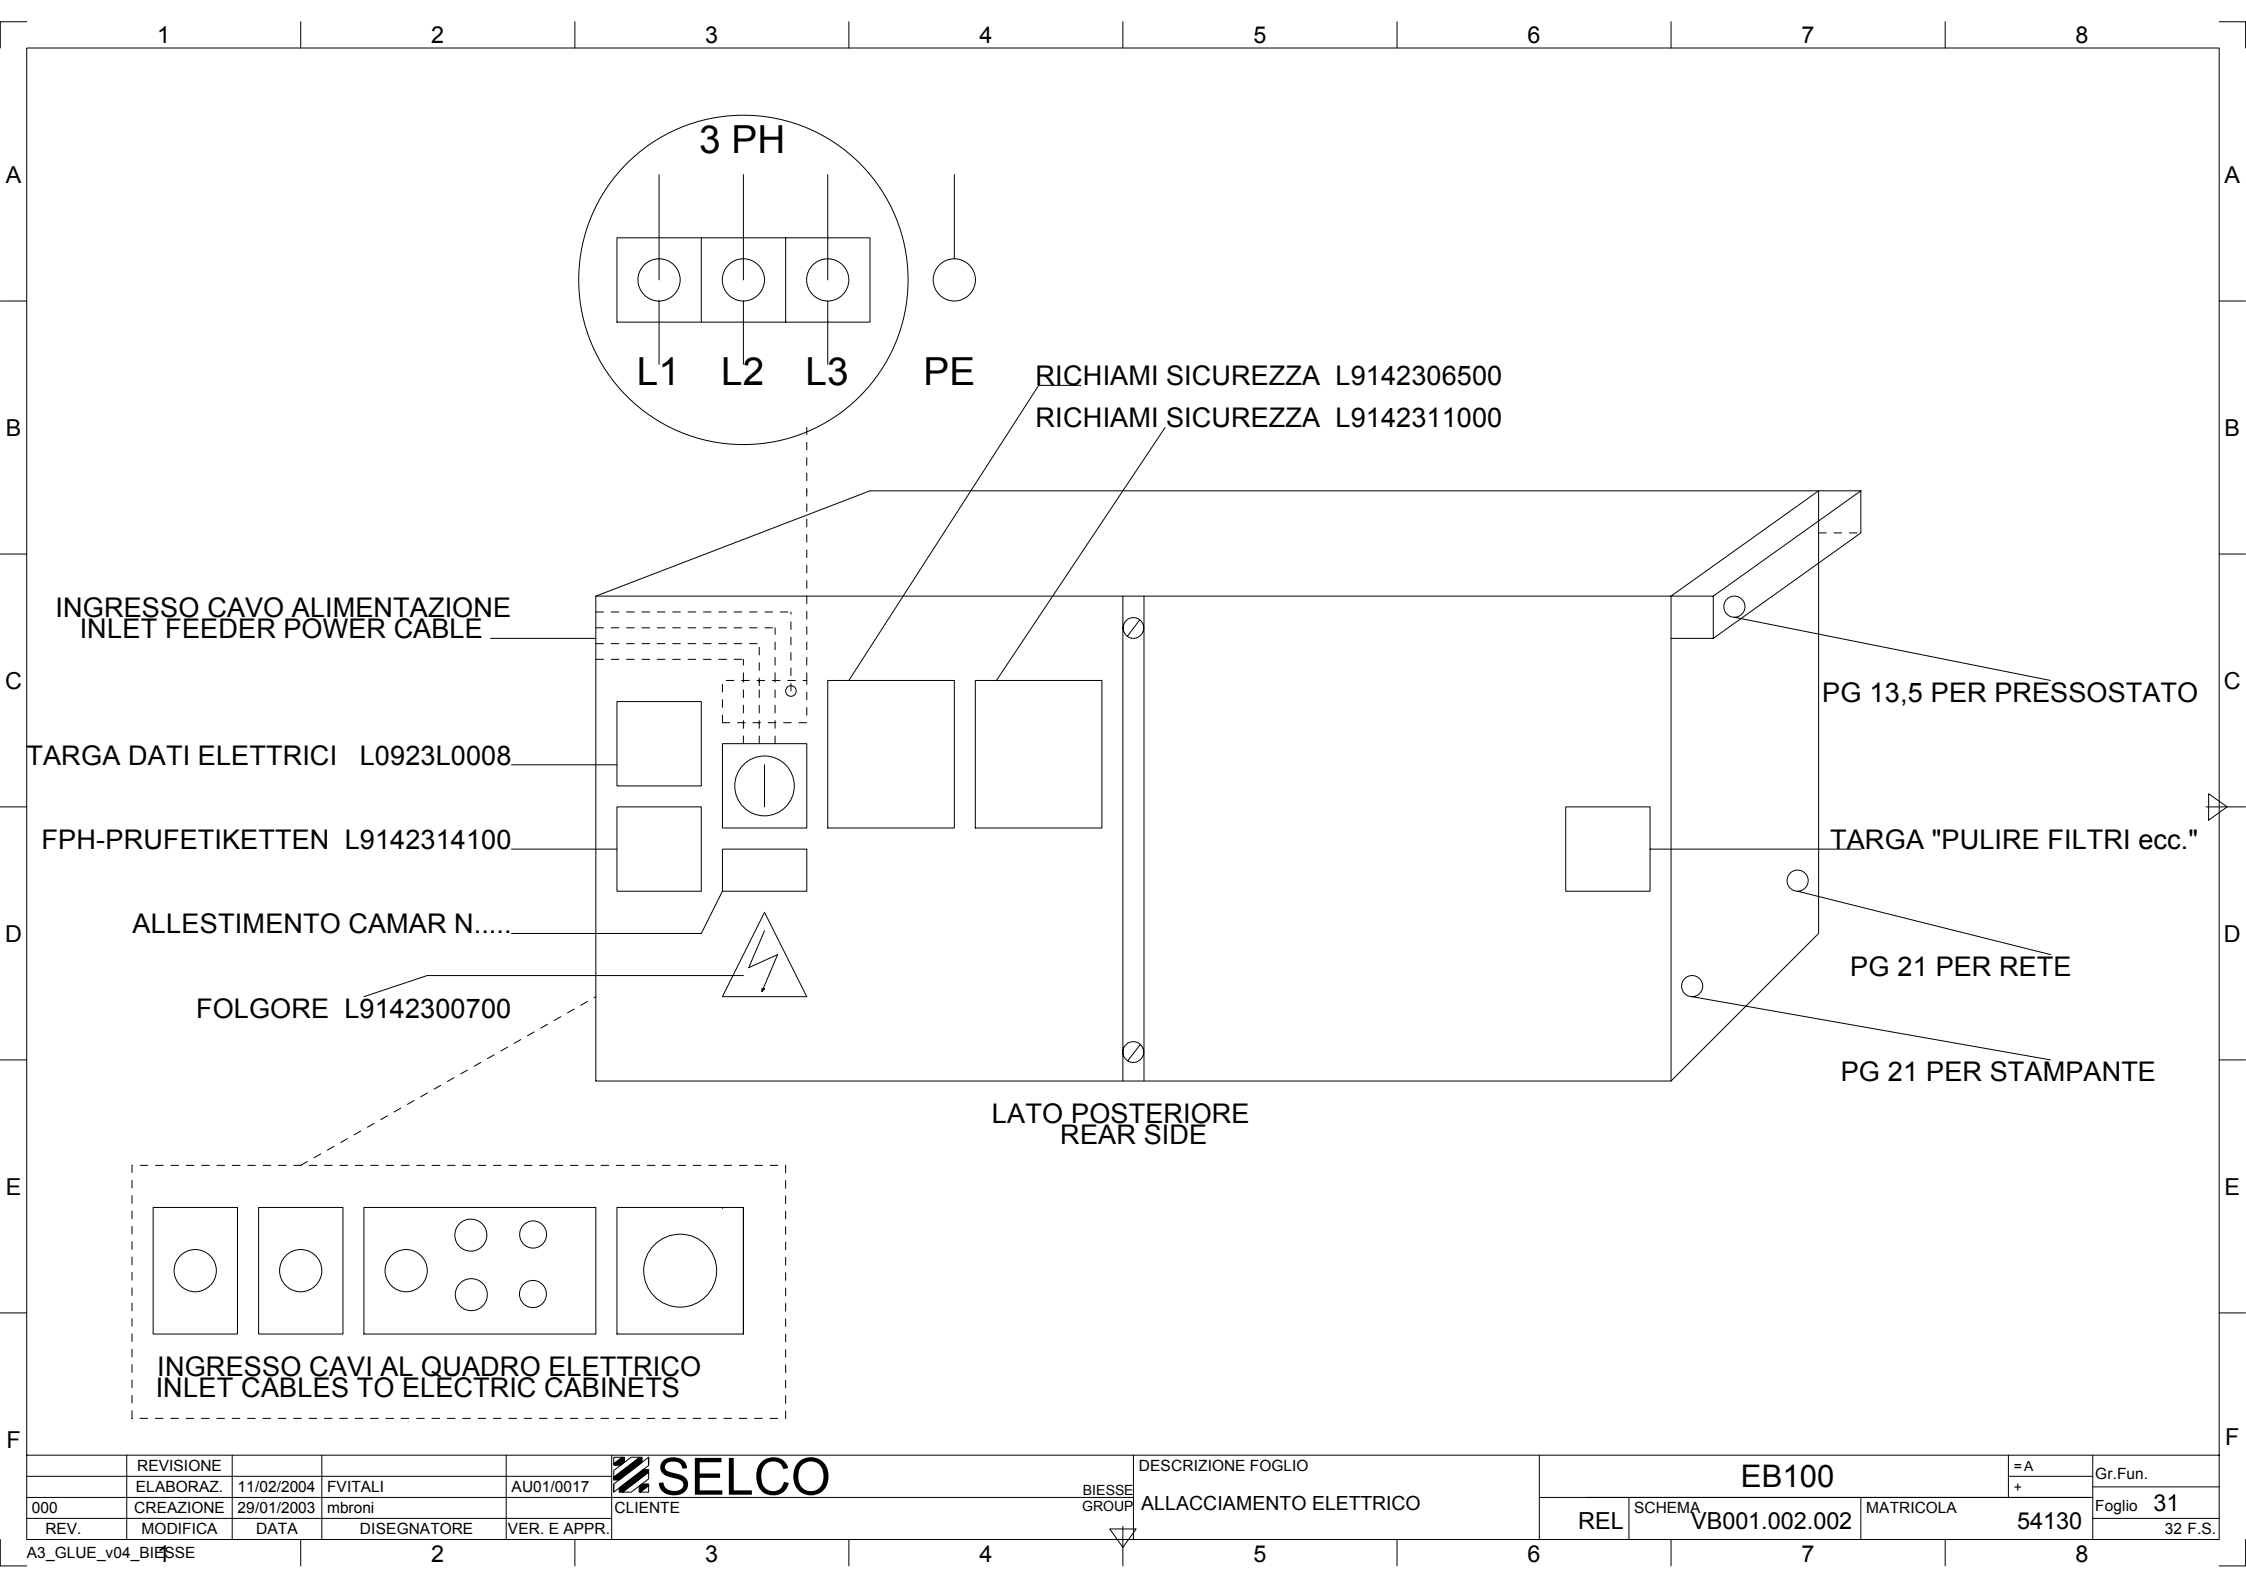 1 2 3 4 5 6 7 8
A A
3 PH
L1 L2 L3 PE
RICHIAMI SICUREZZA L9142306500
RICHIAMI SICUREZZA L9142311000
B B
INGRESSO CAVO ALIMENTAZIONE
INLET FEEDER POWER CABLE
C C
PG 13,5 PER PRESSOSTATO
TARGA DATI ELETTRICI L0923L0008
FPH-PRUFETIKETTEN L9142314100
TARGA "PULIRE FILTRI ecc."
ALLESTIMENTO CAMAR N.....
D D
PG 21 PER RETE
FOLGORE L9142300700
PG 21 PER STAMPANTE
LATO POSTERIORE
REAR SIDE
E E
INGRESSO CAVI AL QUADRO ELETTRICO
INLET CABLES TO ELECTRIC CABINETS
F F
REVISIONE
ELABORAZ. 11/02/2004 FVITALI AU01/0017
000 CREAZIONE 29/01/2003 mbroni
REV. MODIFICA DATA DISEGNATORE VER. E APPR.
SELCO
CLIENTE
BIESSE
GROUP
DESCRIZIONE FOGLIO
ALLACCIAMENTO ELETTRICO
EB100
REL
SCHEMA
VB001.002.002
MATRICOLA
54130
=A
+
Gr.Fun.
Foglio 31
32 F.S.
A3_GLUE_v04_BIESSE
1 2 3 4 5 6 7 8